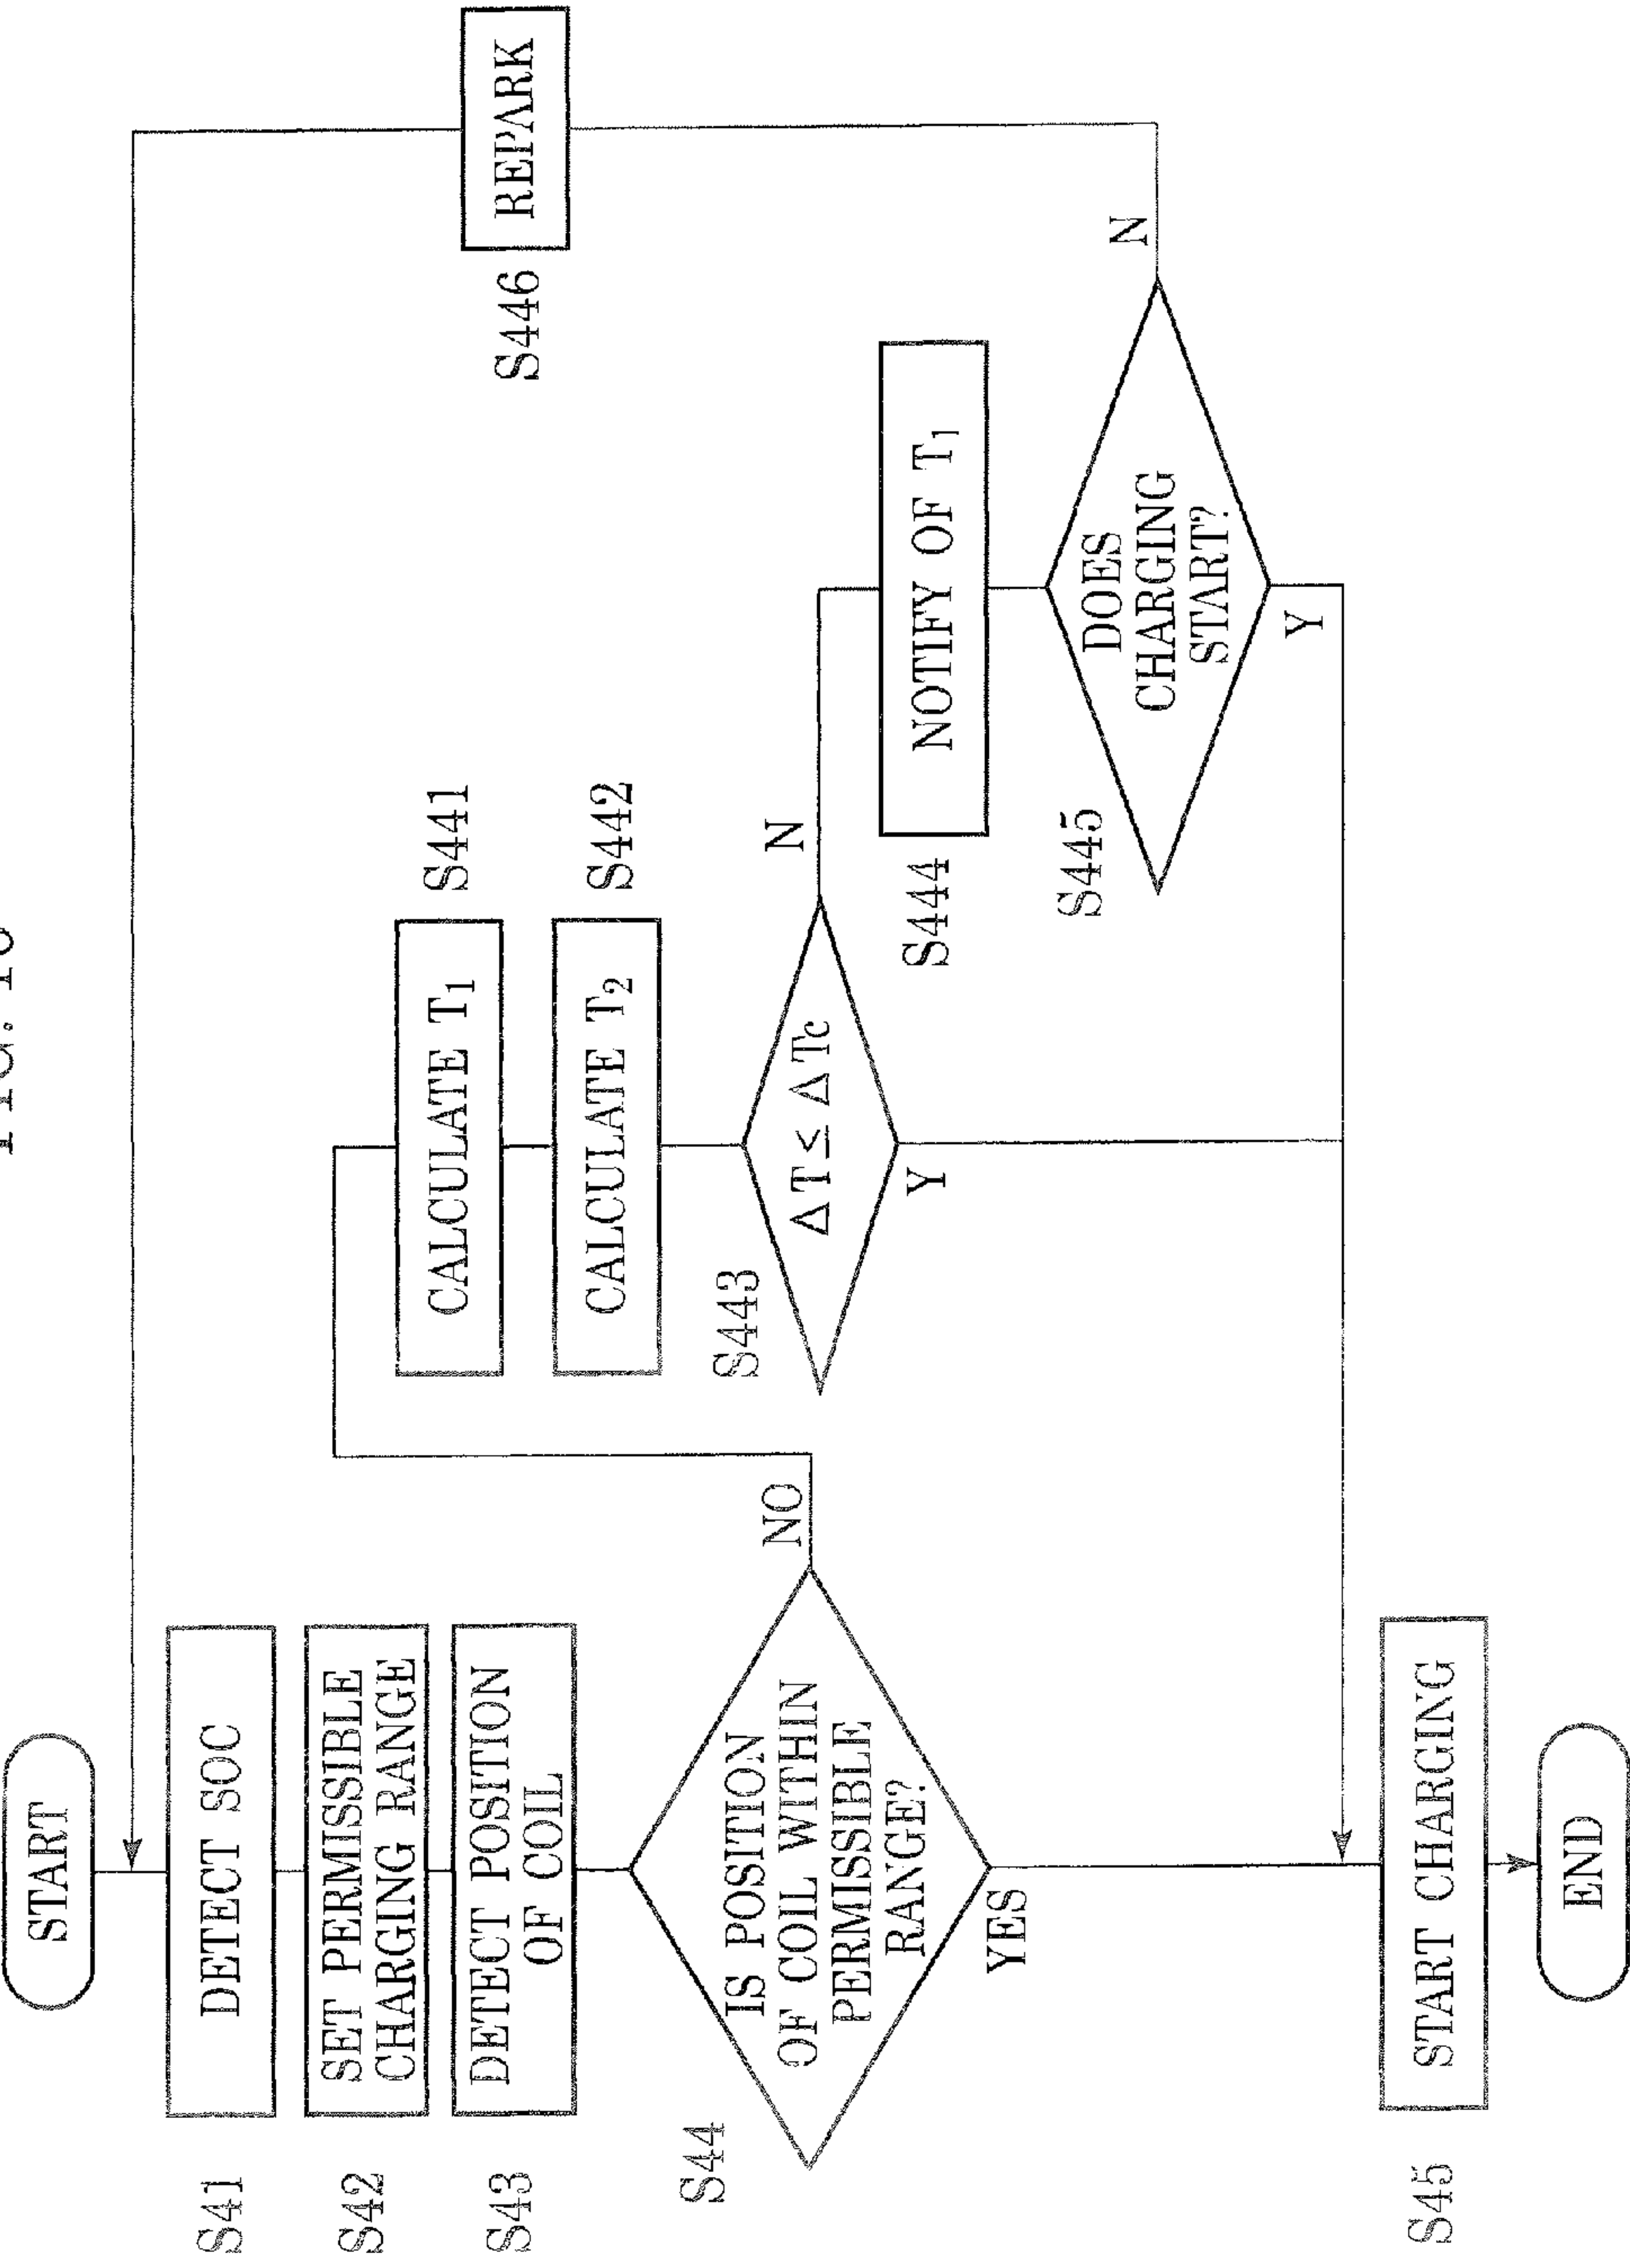 START
S41
DETECT SOC
S42
SET PERMISSIBLE
CHARGING RANGE
S43
DETECT POSITION
OF COIL
S44
IS POSITION
OF COIL WITHIN
PERMISSIBLE
RANGE?
NO
YES
S45
START CHARGING
END
CALCULATE T₁
S441
CALCULATE T₂
S442
S443
ΔT ≤ ΔTc
N
Y
S444
NOTIFY OF T₁
S445
DOES
CHARGING
START?
N
Y
S446
REPARK